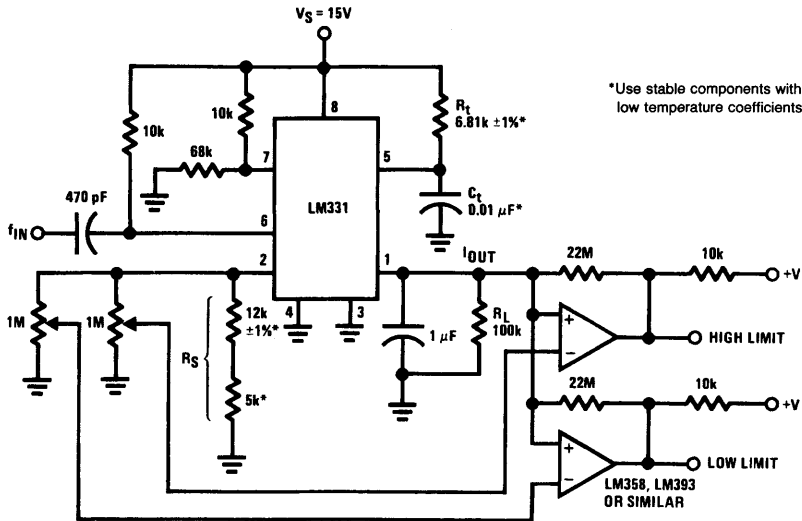 V_S = 15V
*Use stable components with
low temperature coefficients
10k
10k
8
R_t
6.81k ±1%*
68k
7
5
470 pF
LM331
C_t
0.01 μF*
f_IN
6
2
1
I_OUT
22M
10k
+V
1M
1M
12k
±1%*
4
3
1 μF
R_L
100k
+
−
HIGH LIMIT
R_S
5k*
22M
10k
+V
+
−
LOW LIMIT
LM358, LM393
OR SIMILAR